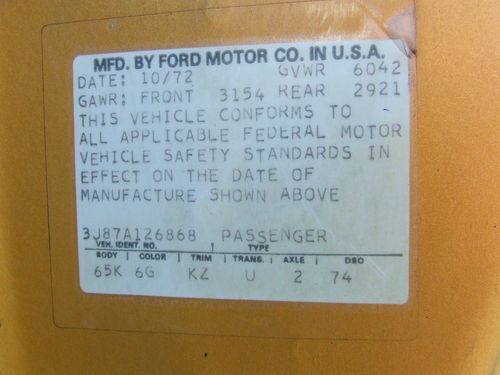 MFD. BY FORD MOTOR CO. IN U.S.A.
DATE: 10/72 GVWR 6042
GAWR: FRONT 3154 REAR 2921
THIS VEHICLE CONFORMS TO
ALL APPLICABLE FEDERAL MOTOR
VEHICLE SAFETY STANDARDS IN
EFFECT ON THE DATE OF
MANUFACTURE SHOWN ABOVE
3J87A126868 PASSENGER
VEH. IDENT. NO. TYPE
BODY COLOR TRIM TRANS. AXLE DSO
65K 6G KZ U 2 74